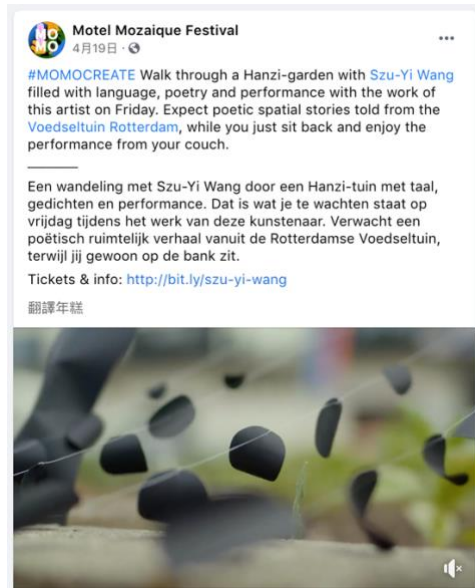 MO
MO
Motel Mozaique Festival
4月19日 ·
#MOMOCREATE Walk through a Hanzi-garden with Szu-Yi Wang
filled with language, poetry and performance with the work of
this artist on Friday. Expect poetic spatial stories told from the
Voedseltuin Rotterdam, while you just sit back and enjoy the
performance from your couch.
Een wandeling met Szu-Yi Wang door een Hanzi-tuin met taal,
gedichten en performance. Dat is wat je te wachten staat op
vrijdag tijdens het werk van deze kunstenaar. Verwacht een
poëtisch ruimtelijk verhaal vanuit de Rotterdamse Voedseltuin,
terwijl jij gewoon op de bank zit.
Tickets & info: http://bit.ly/szu-yi-wang
翻譯年糕